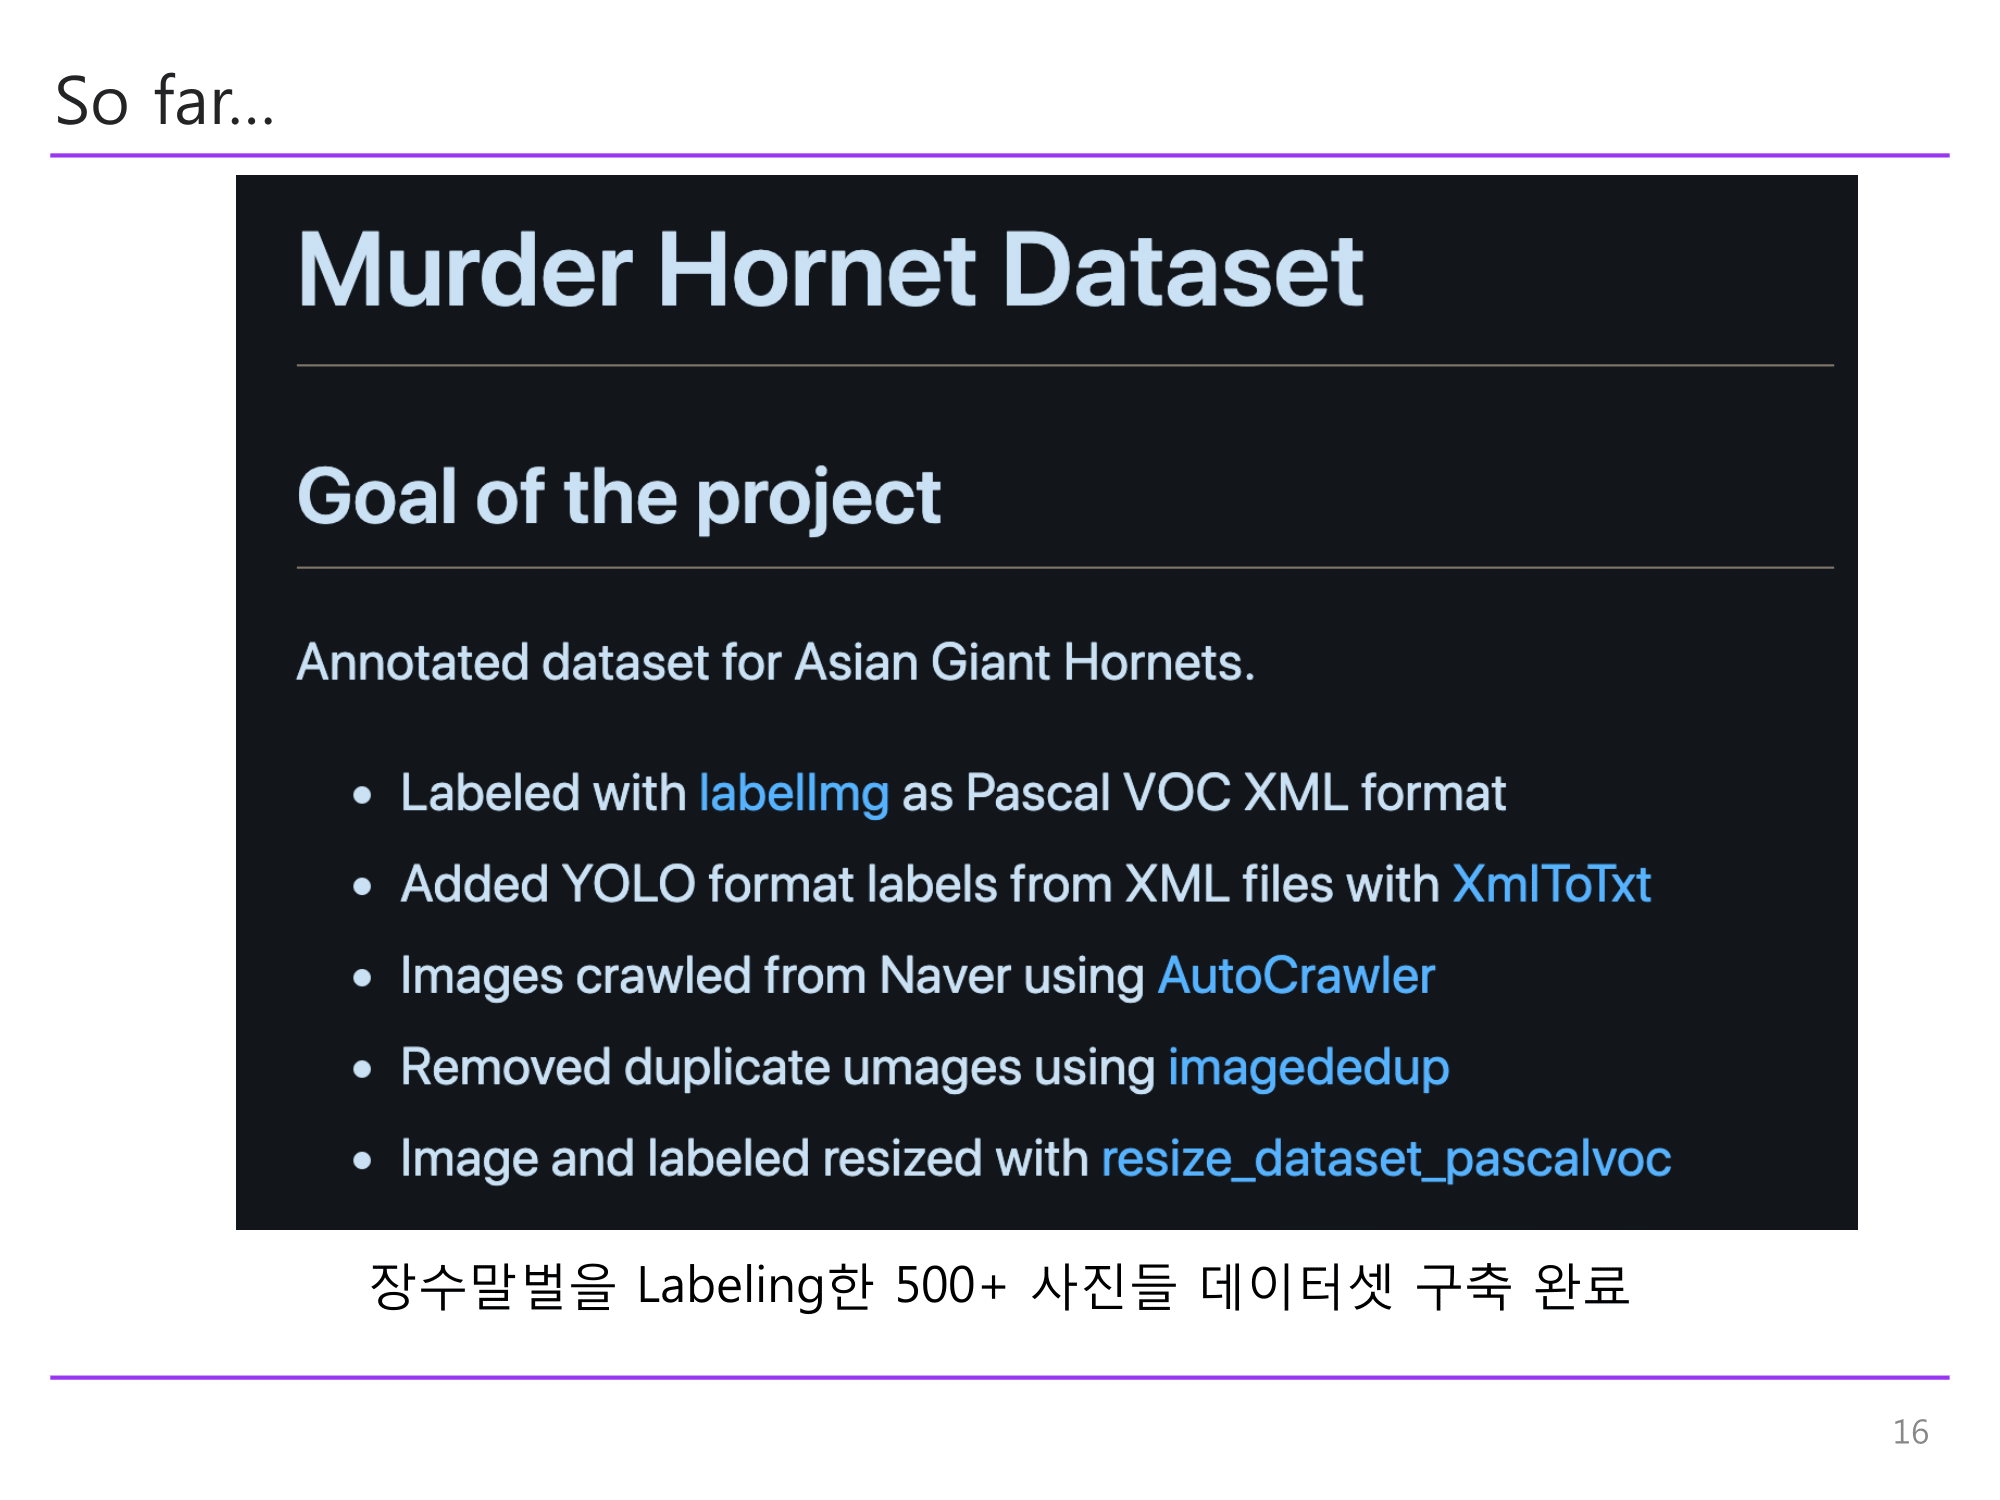 So far...
Murder Hornet Dataset
Goal of the project
Annotated dataset for Asian Giant Hornets.
• Labeled with labelImg as Pascal VOC XML format
• Added YOLO format labels from XML files with XmlToTxt
• Images crawled from Naver using AutoCrawler
• Removed duplicate umages using imagededup
• Image and labeled resized with resize_dataset_pascalvoc
장수말벌을 Labeling한 500+ 사진들 데이터셋 구축 완료
16